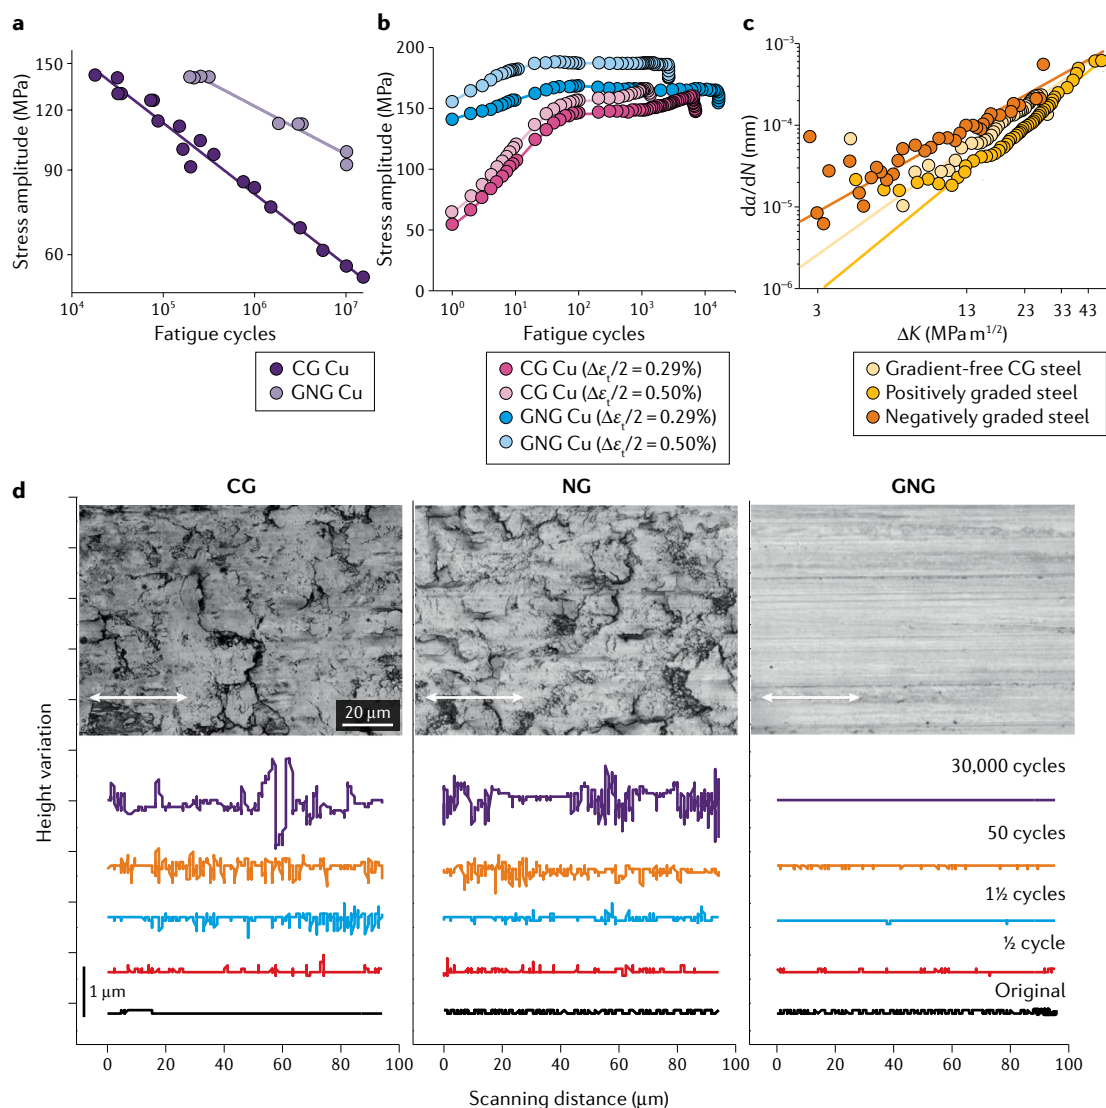 a
Stress amplitude (MPa)
150
120
90
60
10⁴
10⁵
10⁶
10⁷
Fatigue cycles
CG Cu
GNG Cu
b
Stress amplitude (MPa)
200
150
100
50
0
10⁰
10¹
10²
10³
10⁴
Fatigue cycles
CG Cu (Δεₜ/2 = 0.29%)
CG Cu (Δεₜ/2 = 0.50%)
GNG Cu (Δεₜ/2 = 0.29%)
GNG Cu (Δεₜ/2 = 0.50%)
c
da/dN (mm)
10⁻³
10⁻⁴
10⁻⁵
10⁻⁶
3
13
23
33
43
ΔK (MPa m¹/²)
Gradient-free CG steel
Positively graded steel
Negatively graded steel
d
CG
NG
GNG
20 µm
Height variation
30,000 cycles
50 cycles
1½ cycles
½ cycle
Original
1 µm
0 20 40 60 80 100
0 20 40 60 80 100
0 20 40 60 80 100
Scanning distance (µm)